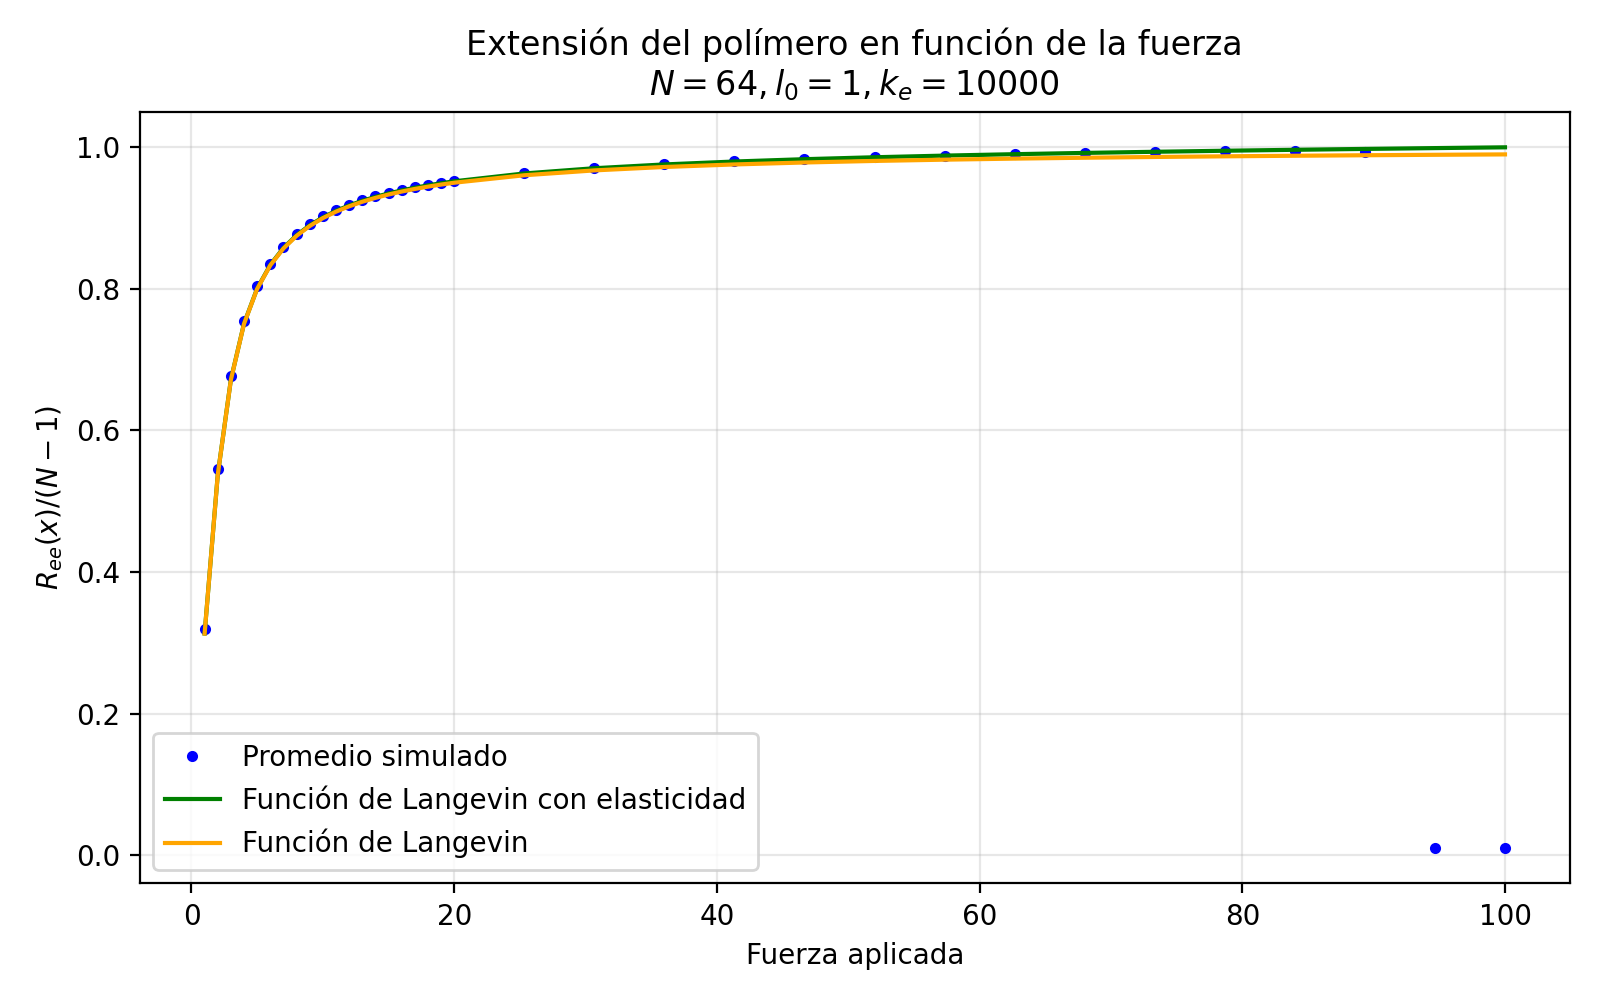 Extensión del polímero en función de la fuerza
N = 64, l₀ = 1, kₑ = 10000
1.0
0.8
0.6
0.4
0.2
0.0
R_{ee}(x)/(N − 1)
Promedio simulado
Función de Langevin con elasticidad
Función de Langevin
0 20 40 60 80 100
Fuerza aplicada